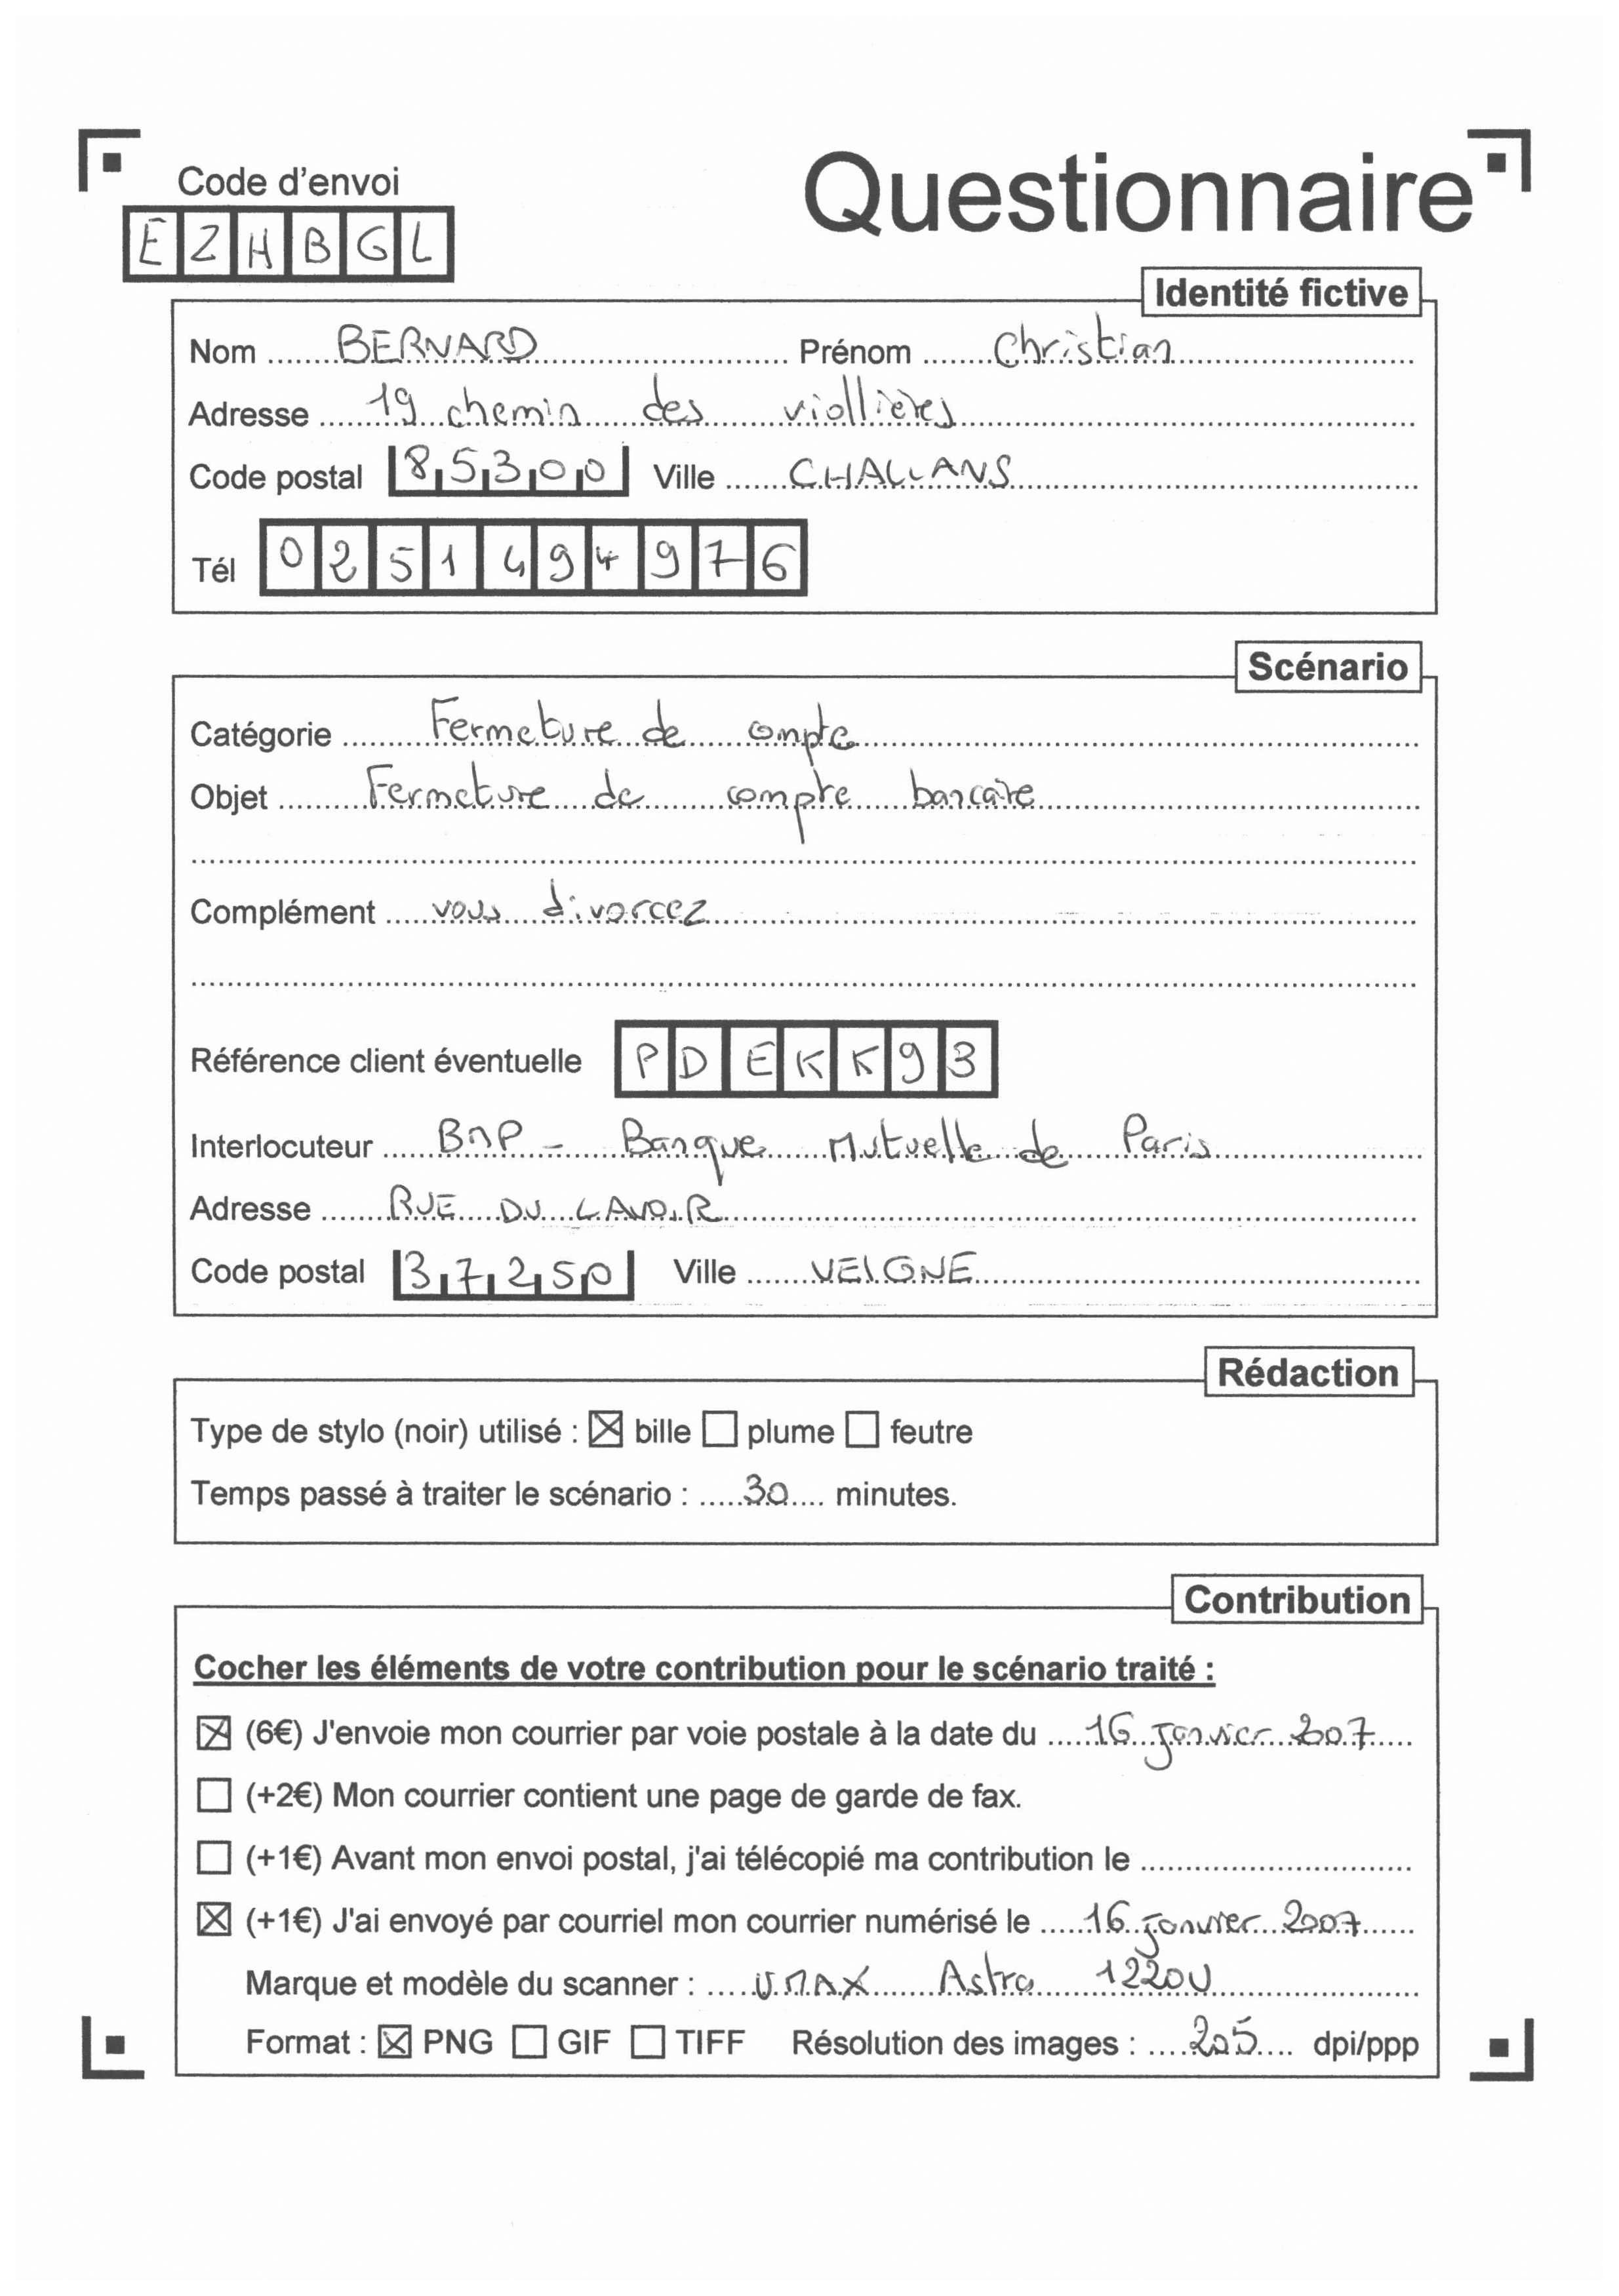 Code d'envoi
Questionnaire
EZHBGL
Identité fictive
Nom BERNARD Prénom Christian
Adresse 19 chemin des viollières
Code postal 85300 Ville CHALLANS
Tél 0251494976
Scénario
Catégorie Fermeture de compte
Objet Fermeture de compte bancaire
Complément vous divorcez
Référence client éventuelle PDEKK93
Interlocuteur BMP - Banque Mutuelle de Paris
Adresse RUE DU LAVOIR
Code postal 37250 Ville VEIGNE
Rédaction
Type de stylo (noir) utilisé : ☒ bille ☐ plume ☐ feutre
Temps passé à traiter le scénario : 30 minutes.
Contribution
Cocher les éléments de votre contribution pour le scénario traité :
☒ (6€) J'envoie mon courrier par voie postale à la date du 16 janvier 2007
☐ (+2€) Mon courrier contient une page de garde de fax.
☐ (+1€) Avant mon envoi postal, j'ai télécopié ma contribution le
☒ (+1€) J'ai envoyé par courriel mon courrier numérisé le 16 janvier 2007
Marque et modèle du scanner : UMAX Astra 1220U
Format : ☒ PNG ☐ GIF ☐ TIFF Résolution des images : 205 dpi/ppp